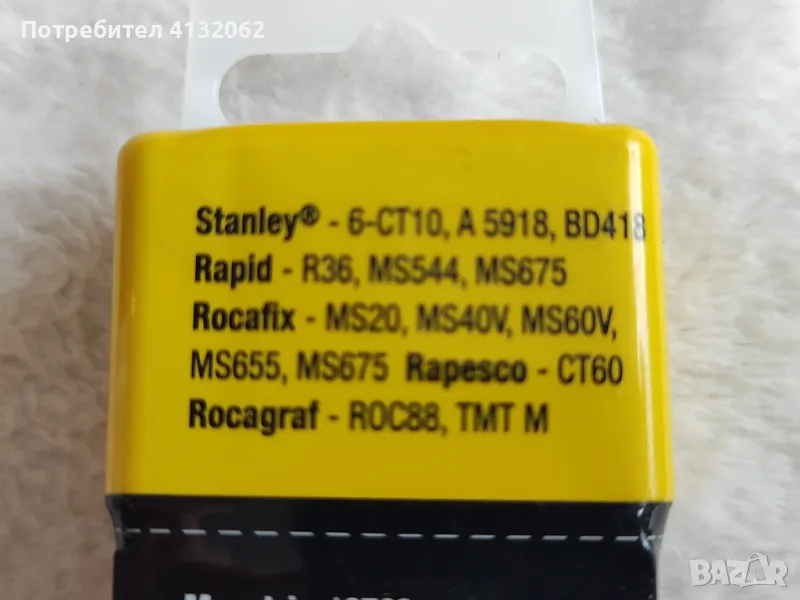 Потребител 4132062
Stanley® - 6-CT10, A 5918, BD418
Rapid - R36, MS544, MS675
Rocafix - MS20, MS40V, MS60V,
MS655, MS675 Rapesco - CT60
Rocagraf - ROC88, TMT M
BAZAR